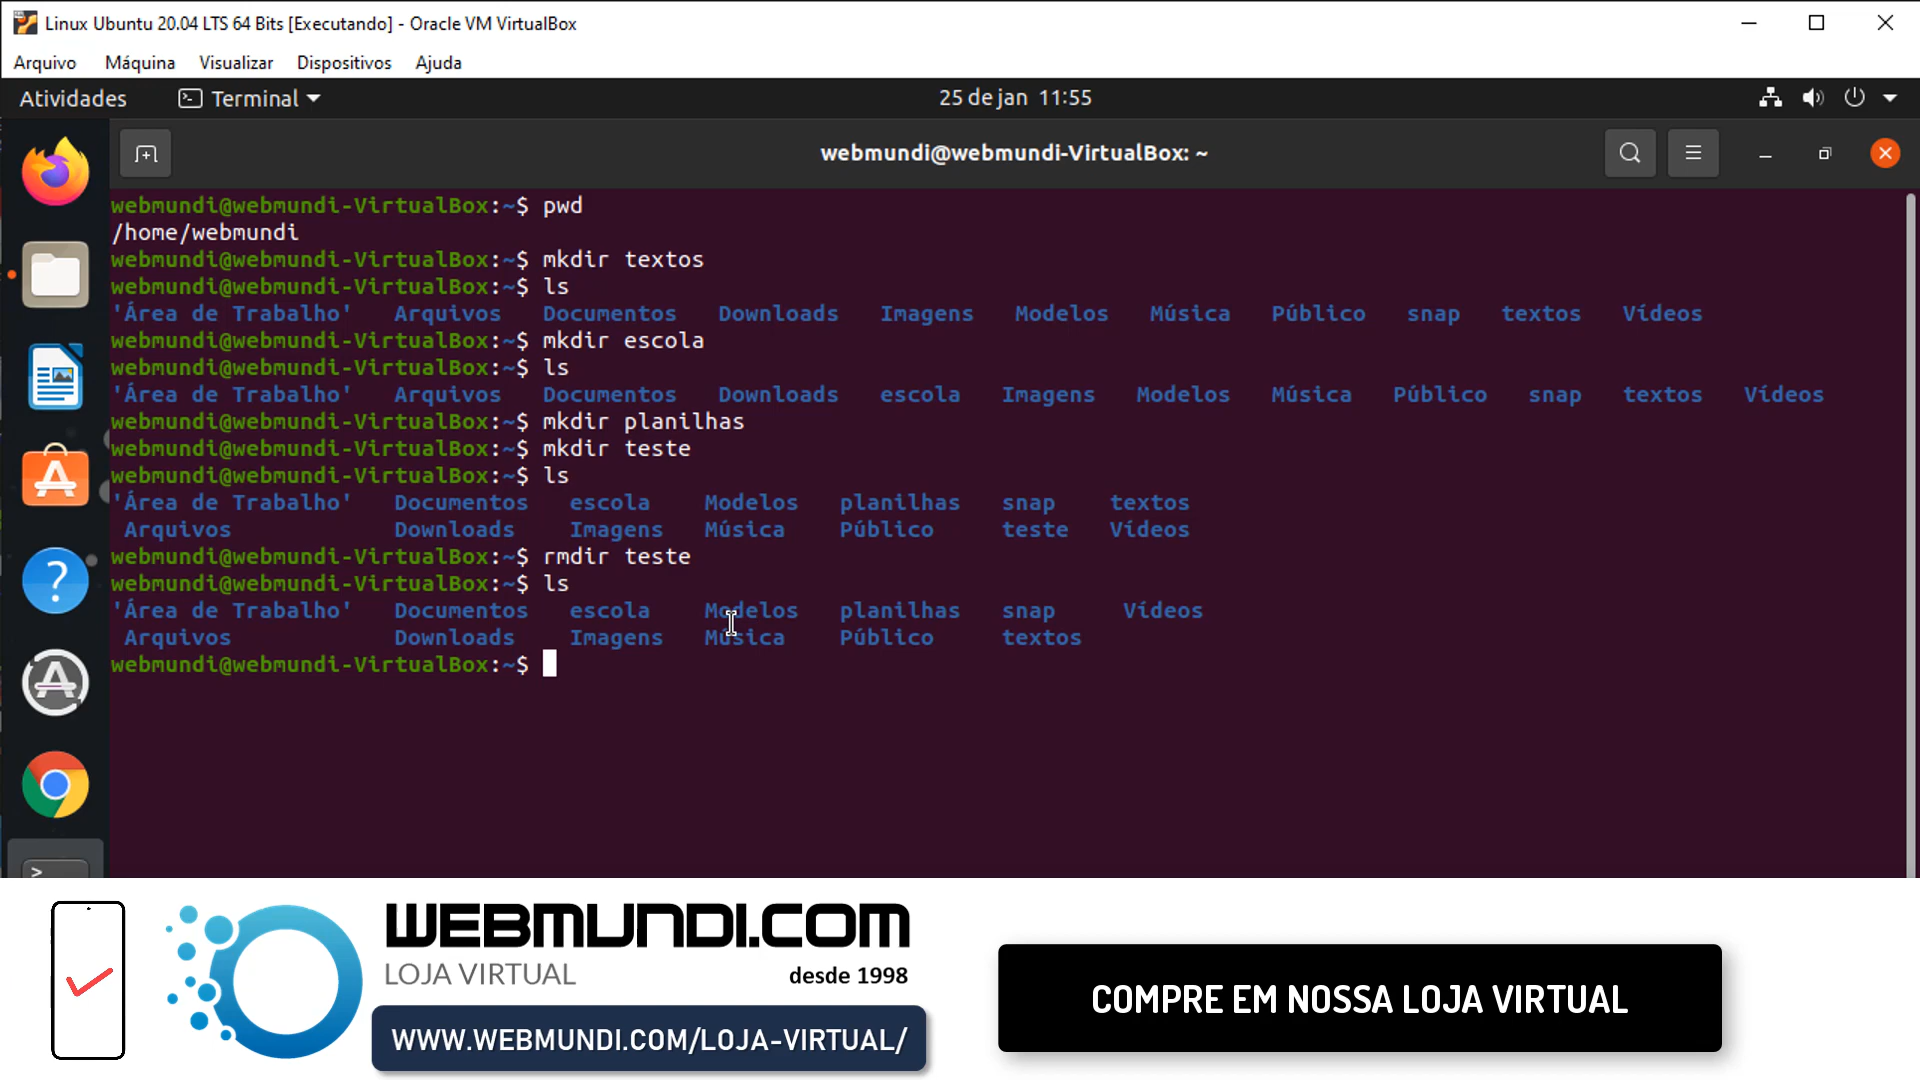 Linux Ubuntu 20.04 LTS 64 Bits [Executando] - Oracle VM VirtualBox
Arquivo Máquina Visualizar Dispositivos Ajuda
Atividades Terminal 25 de jan 11:55
webmundi@webmundi-VirtualBox: ~
webmundi@webmundi-VirtualBox:~$ pwd
/home/webmundi
webmundi@webmundi-VirtualBox:~$ mkdir textos
webmundi@webmundi-VirtualBox:~$ ls
'Área de Trabalho' Arquivos Documentos Downloads Imagens Modelos Música Público snap textos Vídeos
webmundi@webmundi-VirtualBox:~$ mkdir escola
webmundi@webmundi-VirtualBox:~$ ls
'Área de Trabalho' Arquivos Documentos Downloads escola Imagens Modelos Música Público snap textos Vídeos
webmundi@webmundi-VirtualBox:~$ mkdir planilhas
webmundi@webmundi-VirtualBox:~$ mkdir teste
webmundi@webmundi-VirtualBox:~$ ls
'Área de Trabalho' Documentos escola Modelos planilhas snap textos
Arquivos Downloads Imagens Música Público teste Vídeos
webmundi@webmundi-VirtualBox:~$ rmdir teste
webmundi@webmundi-VirtualBox:~$ ls
'Área de Trabalho' Documentos escola Modelos planilhas snap Vídeos
Arquivos Downloads Imagens Música Público textos
webmundi@webmundi-VirtualBox:~$
WEBMUNDI.COM
LOJA VIRTUAL desde 1998
WWW.WEBMUNDI.COM/LOJA-VIRTUAL/
COMPRE EM NOSSA LOJA VIRTUAL